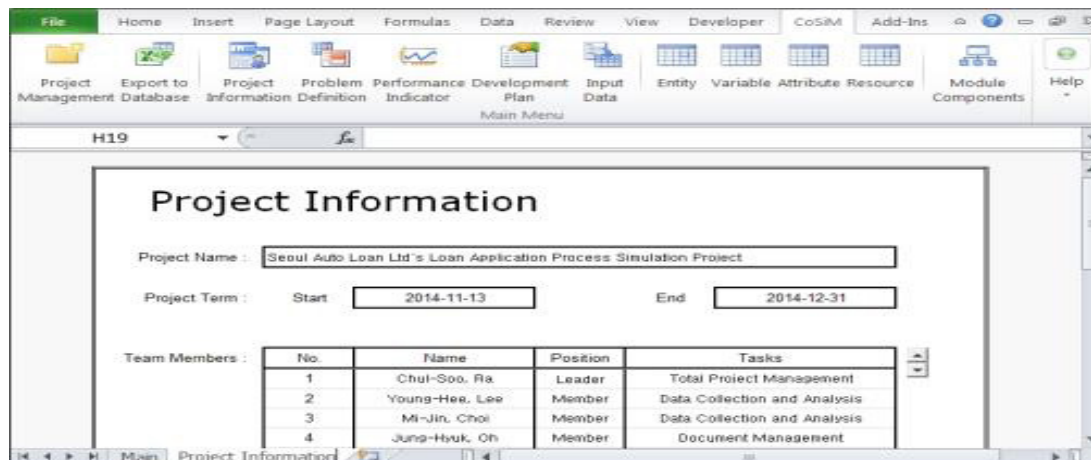 File Home Insert Page Layout Formulas Data Review View Developer CoSiM Add-Ins
Project Export to Project Problem Performance Development Input Entity Variable Attribute Resource Module Help
Management Database Information Definition Indicator Plan Data Components
Main Menu
H19 fx
Project Information
Project Name : Seoul Auto Loan Ltd's Loan Application Process Simulation Project
Project Term : Start 2014-11-13 End 2014-12-31
Team Members : No. Name Position Tasks
1 Chul-Soo, Ra Leader Total Project Management
2 Young-Hee, Lee Member Data Collection and Analysis
3 Mi-Jin, Choi Member Data Collection and Analysis
4 Jung-Hyuk, Oh Member Document Management
Main Project Information